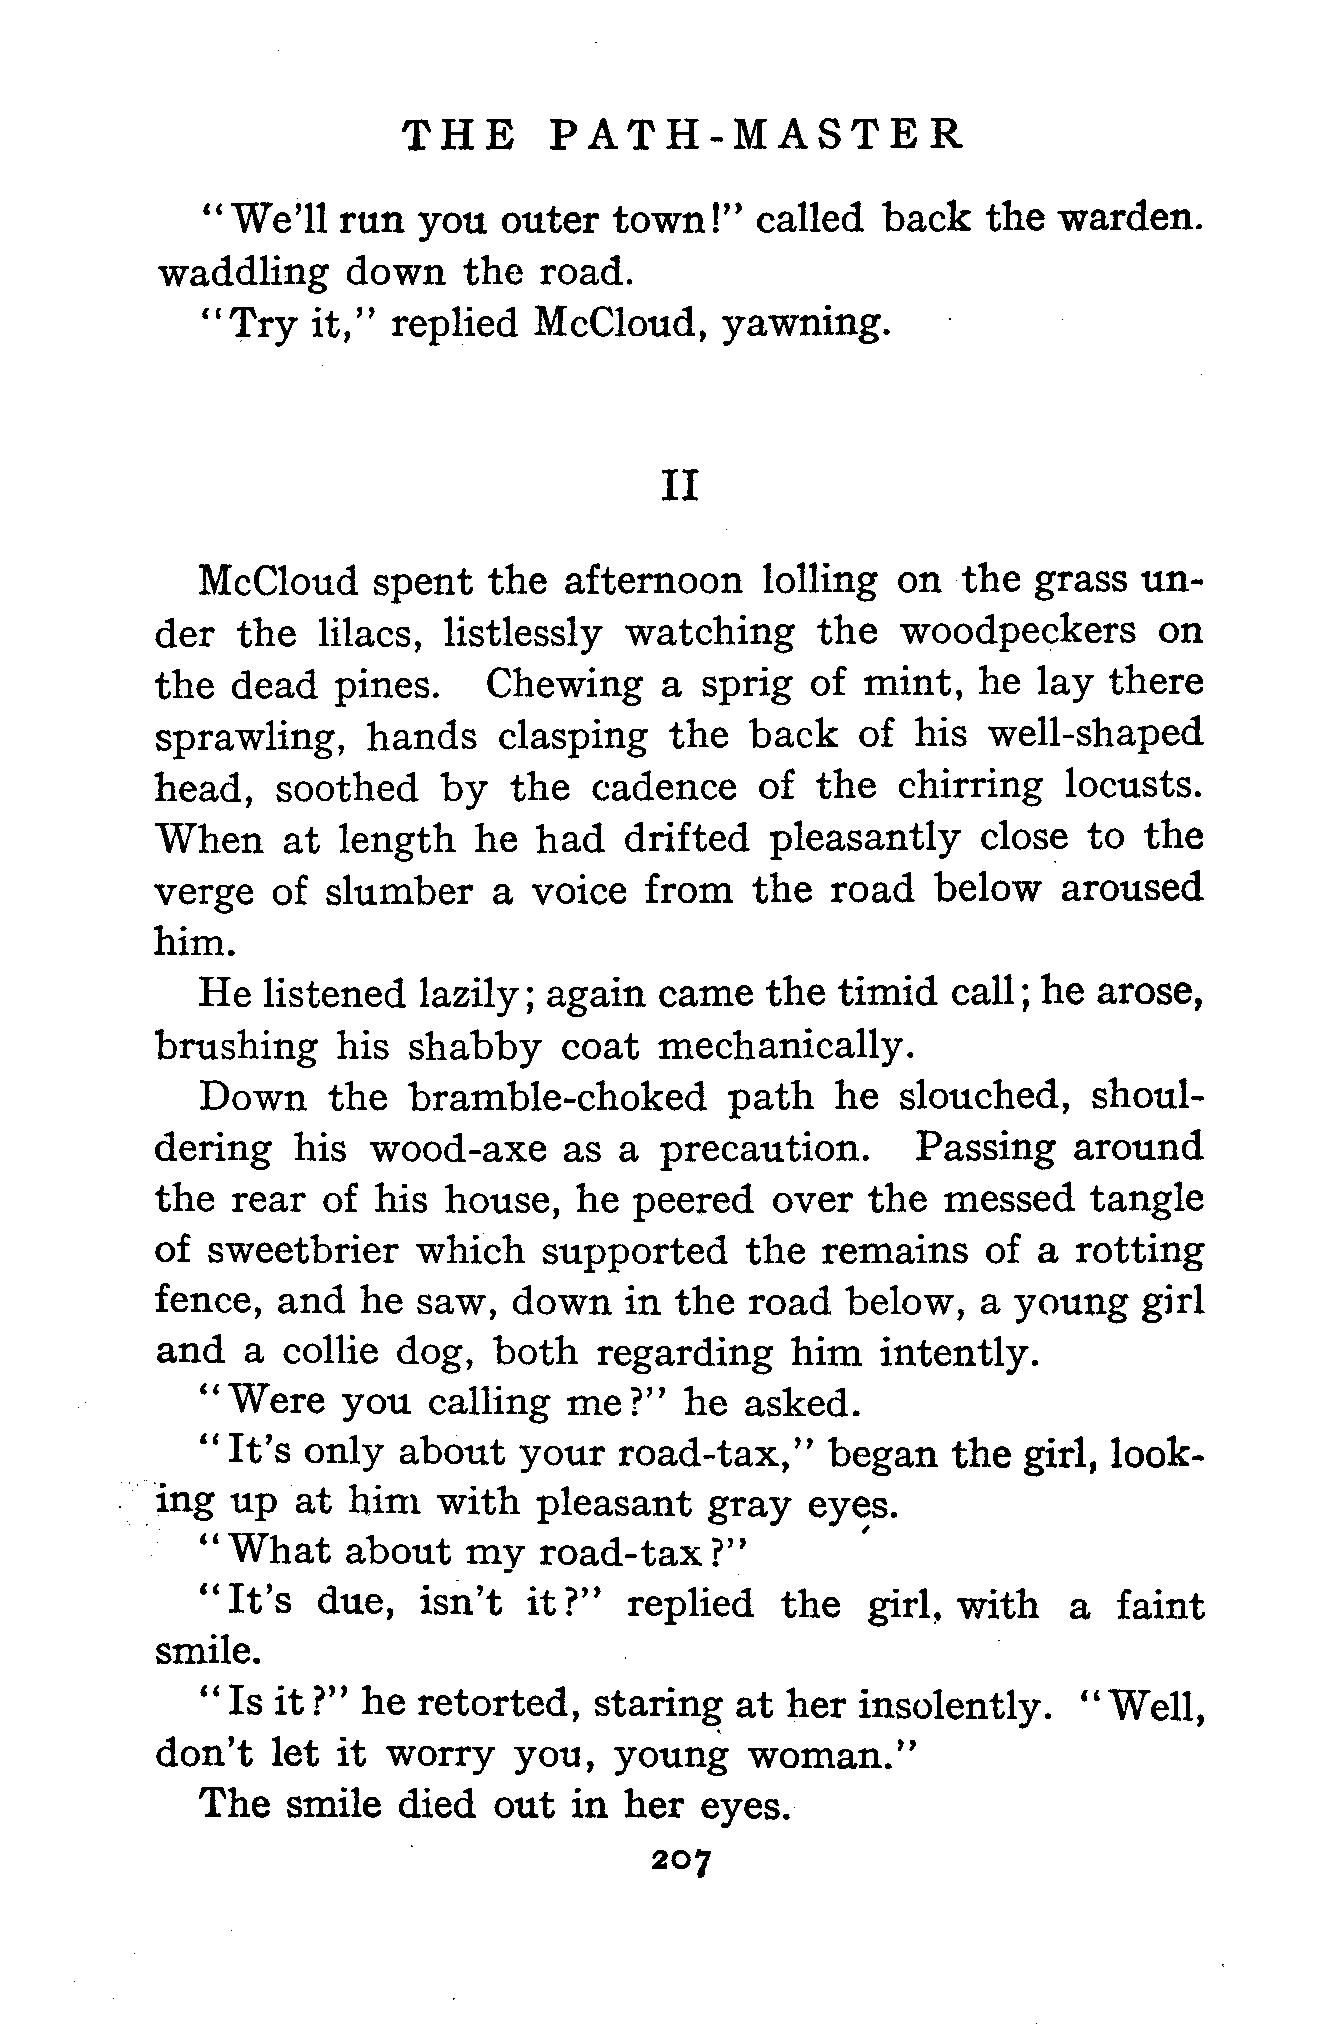 THE PATH-MASTER
"We'll run you outer town!" called back the warden.
waddling down the road.
"Try it," replied McCloud, yawning.
II
McCloud spent the afternoon lolling on the grass un-
der the lilacs, listlessly watching the woodpeckers on
the dead pines. Chewing a sprig of mint, he lay there
sprawling, hands clasping the back of his well-shaped
head, soothed by the cadence of the chirring locusts.
When at length he had drifted pleasantly close to the
verge of slumber a voice from the road below aroused
him.
He listened lazily; again came the timid call; he arose,
brushing his shabby coat mechanically.
Down the bramble-choked path he slouched, shoul-
dering his wood-axe as a precaution. Passing around
the rear of his house, he peered over the messed tangle
of sweetbrier which supported the remains of a rotting
fence, and he saw, down in the road below, a young girl
and a collie dog, both regarding him intently.
"Were you calling me?" he asked.
"It's only about your road-tax," began the girl, look-
ing up at him with pleasant gray eyes.
"What about my road-tax?"
"It's due, isn't it?" replied the girl, with a faint
smile.
"Is it?" he retorted, staring at her insolently. "Well,
don't let it worry you, young woman."
The smile died out in her eyes.
207